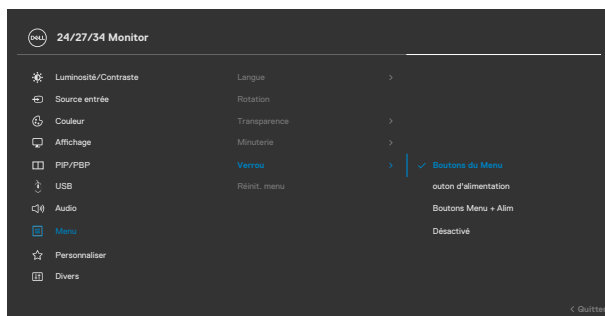 DELL 24/27/34 Monitor
Luminosité/Contraste Langue >
Source entrée Rotation
Couleur Transparence >
Affichage Minuterie >
PIP/PBP Verrou > ✓ Boutons du Menu
USB Réinit. menu outon d'alimentation
Audio Boutons Menu + Alim
Menu Désactivé
Personnaliser
Divers
< Quitter